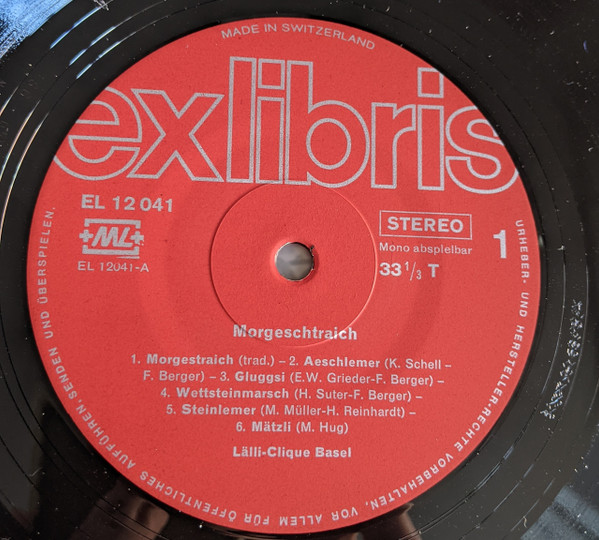 MADE IN SWITZERLAND
exlibris
EL 12 041
+ML+
EL 12041-A
STEREO
Mono abspielbar
33 1/3 T
1
Morgeschtraich
1. Morgestraich (trad.) – 2. Aeschlemer (K. Schell –
F. Berger) – 3. Gluggsi (E.W. Grieder-F. Berger) –
4. Wettsteinmarsch (H. Suter-F. Berger) –
5. Steinlemer (M. Müller-H. Reinhardt) –
6. Mätzli (M. Hug)
Lälli-Clique Basel
URHEBER- UND HERSTELLER-RECHTE VORBEHALTEN, VOR ALLEM FÜR ÖFFENTLICHES AUFFÜHREN SENDEN UND ÜBERSPIELEN.